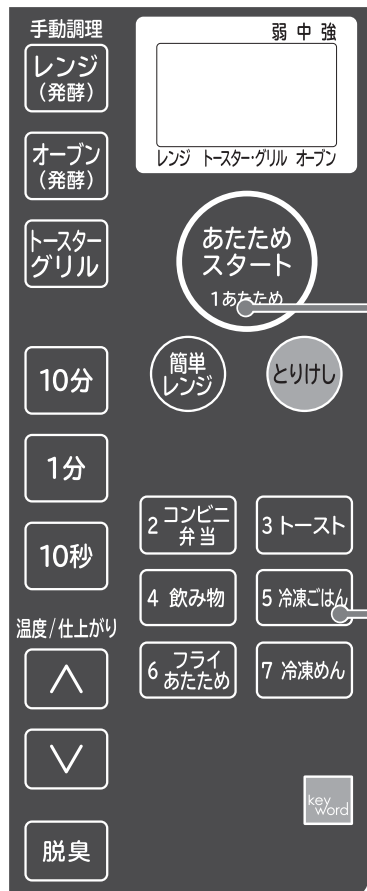 手動調理
弱 中 強
レンジ
(発酵)
オーブン
(発酵)
レンジ トースター・グリル オーブン
トースター
グリル
あたため
スタート
1あたため
10分
簡単
レンジ
とりけし
1分
2 コンビニ
弁当
3 トースト
10秒
4 飲み物
5 冷凍ごはん
温度/仕上がり
6 フライ
あたため
7 冷凍めん
key
word
脱臭